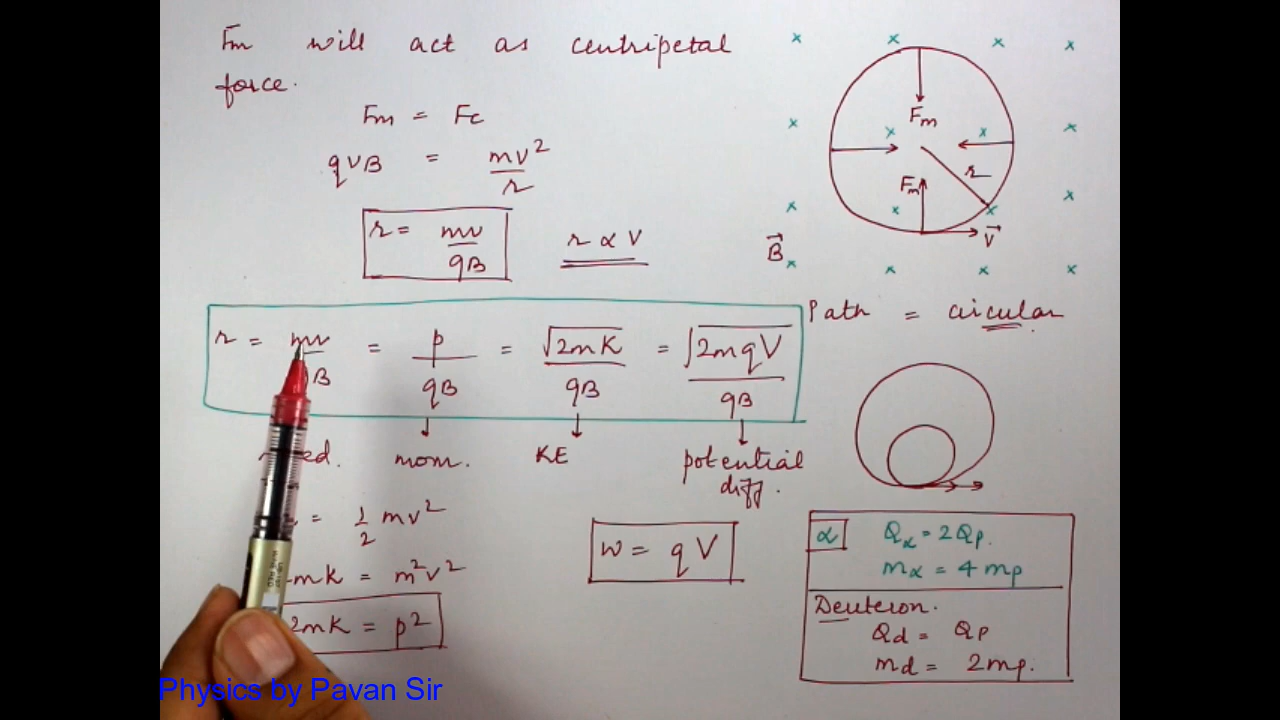 Fm will act as centripetal
force.
Fm = Fc
qvB = mv²/r
r = mv/qB
r ∝ V
r = mv/qB = p/qB = √2mK/qB = √2mqV/qB
mom. KE potential
diff.
= 1/2 mv²
mK = m²v²
2mK = p²
W = qV
Fm
Fm
r
V
B
Path = circular
α Qα = 2Qp.
mα = 4mp
Deuteron.
Qd = Qp
md = 2mp.
Physics by Pavan Sir